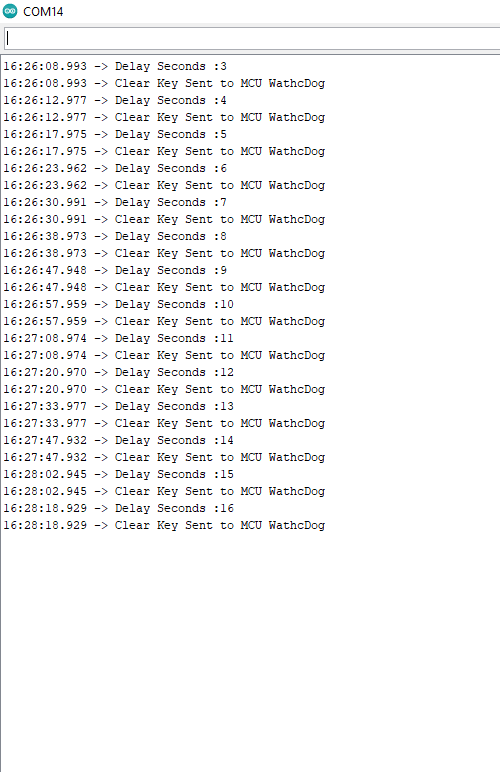 COM14
16:26:08.993 -> Delay Seconds :3
16:26:08.993 -> Clear Key Sent to MCU WathcDog
16:26:12.977 -> Delay Seconds :4
16:26:12.977 -> Clear Key Sent to MCU WathcDog
16:26:17.975 -> Delay Seconds :5
16:26:17.975 -> Clear Key Sent to MCU WathcDog
16:26:23.962 -> Delay Seconds :6
16:26:23.962 -> Clear Key Sent to MCU WathcDog
16:26:30.991 -> Delay Seconds :7
16:26:30.991 -> Clear Key Sent to MCU WathcDog
16:26:38.973 -> Delay Seconds :8
16:26:38.973 -> Clear Key Sent to MCU WathcDog
16:26:47.948 -> Delay Seconds :9
16:26:47.948 -> Clear Key Sent to MCU WathcDog
16:26:57.959 -> Delay Seconds :10
16:26:57.959 -> Clear Key Sent to MCU WathcDog
16:27:08.974 -> Delay Seconds :11
16:27:08.974 -> Clear Key Sent to MCU WathcDog
16:27:20.970 -> Delay Seconds :12
16:27:20.970 -> Clear Key Sent to MCU WathcDog
16:27:33.977 -> Delay Seconds :13
16:27:33.977 -> Clear Key Sent to MCU WathcDog
16:27:47.932 -> Delay Seconds :14
16:27:47.932 -> Clear Key Sent to MCU WathcDog
16:28:02.945 -> Delay Seconds :15
16:28:02.945 -> Clear Key Sent to MCU WathcDog
16:28:18.929 -> Delay Seconds :16
16:28:18.929 -> Clear Key Sent to MCU WathcDog